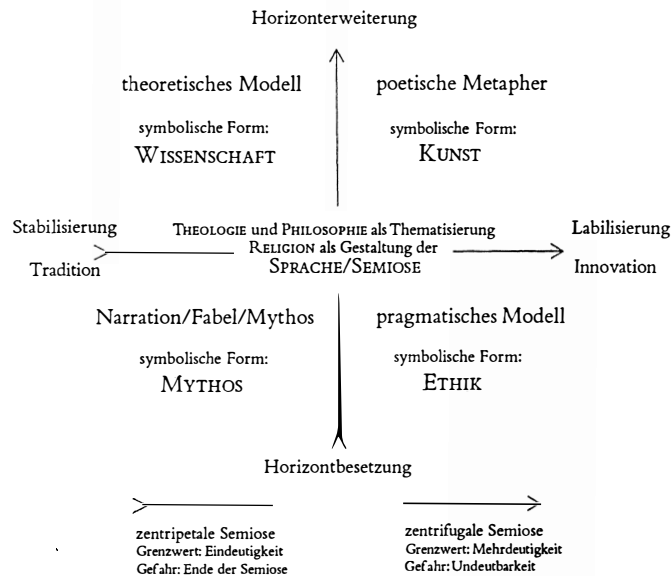 Horizonterweiterung
theoretisches Modell
poetische Metapher
symbolische Form:
WISSENSCHAFT
symbolische Form:
KUNST
Stabilisierung
Tradition
THEOLOGIE und PHILOSOPHIE als Thematisierung
RELIGION als Gestaltung der
SPRACHE/SEMIOSE
Labilisierung
Innovation
Narration/Fabel/Mythos
pragmatisches Modell
symbolische Form:
MYTHOS
symbolische Form:
ETHIK
Horizontbesetzung
zentripetale Semiose
Grenzwert: Eindeutigkeit
Gefahr: Ende der Semiose
zentrifugale Semiose
Grenzwert: Mehrdeutigkeit
Gefahr: Undeutbarkeit